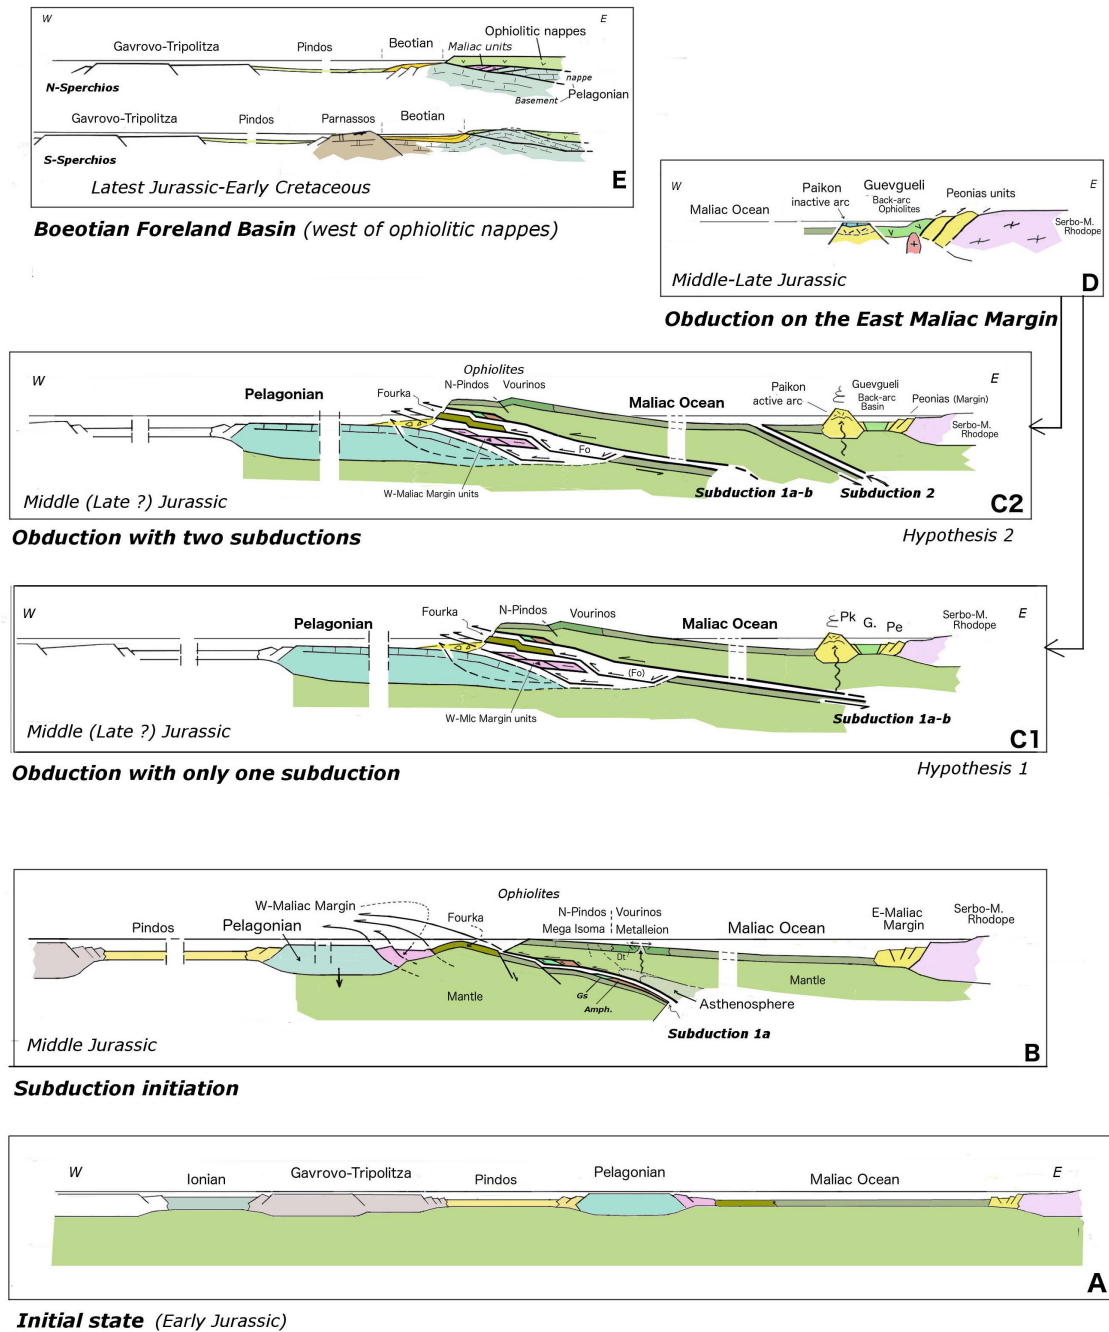 W
E
Gavrovo-Tripolitza
Pindos
Beotian
Ophiolitic nappes
Maliac units
nappe
N-Sperchios
Basement
Pelagonian
Gavrovo-Tripolitza
Pindos
Parnassos
Beotian
S-Sperchios
Latest Jurassic-Early Cretaceous
E
Boeotian Foreland Basin (west of ophiolitic nappes)
W
E
Maliac Ocean
Paikon
inactive arc
Guevgueli
Back-arc
Ophiolites
Peonias units
Serbo-M.
Rhodope
Middle-Late Jurassic
D
Obduction on the East Maliac Margin
W
E
Pelagonian
Fourka
Ophiolites
N-Pindos
Vourinos
Maliac Ocean
Paikon
active arc
Guevgueli
Back-arc
Basin
Peonias (Margin)
Serbo-M.
Rhodope
Fo
W-Maliac Margin units
Subduction 1a-b
Subduction 2
Middle (Late ?) Jurassic
C2
Obduction with two subductions
Hypothesis 2
W
E
Pelagonian
Fourka
N-Pindos
Vourinos
Maliac Ocean
Pk
G.
Pe
Serbo-M.
Rhodope
(Fo)
W-Mlc Margin units
Subduction 1a-b
Middle (Late ?) Jurassic
C1
Obduction with only one subduction
Hypothesis 1
Pindos
W-Maliac Margin
Pelagonian
Fourka
Ophiolites
N-Pindos
Mega Isoma
Vourinos
Metalleion
Maliac Ocean
E-Maliac
Margin
Serbo-M.
Rhodope
Dt
Mantle
Gs
Amph.
Asthenosphere
Mantle
Subduction 1a
Middle Jurassic
B
Subduction initiation
W
E
Ionian
Gavrovo-Tripolitza
Pindos
Pelagonian
Maliac Ocean
A
Initial state (Early Jurassic)